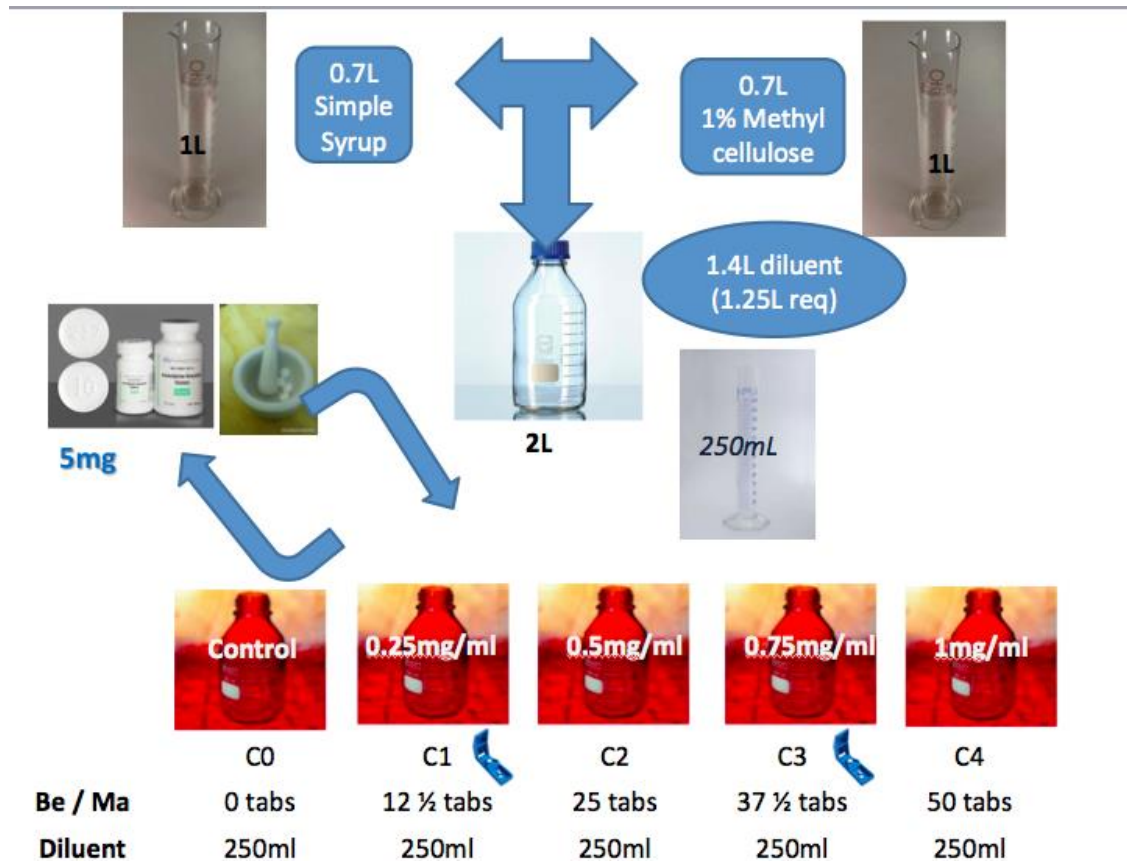 1L
0.7L
Simple
Syrup
0.7L
1% Methyl
cellulose
1L
1.4L diluent
(1.25L req)
5mg
2L
250mL
Control
0.25mg/ml
0.5mg/ml
0.75mg/ml
1mg/ml
C0 C1 C2 C3 C4
Be / Ma 0 tabs 12 ½ tabs 25 tabs 37 ½ tabs 50 tabs
Diluent 250ml 250ml 250ml 250ml 250ml